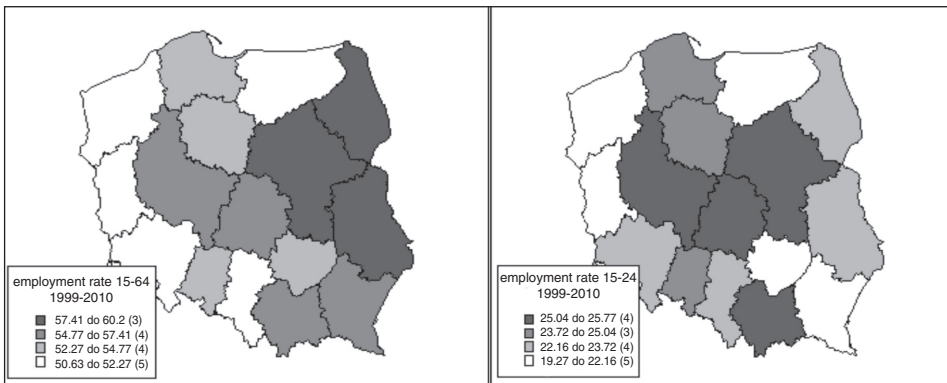 employment rate 15-64
1999-2010
57.41 do 60.2 (3)
54.77 do 57.41 (4)
52.27 do 54.77 (4)
50.63 do 52.27 (5)
employment rate 15-24
1999-2010
25.04 do 25.77 (4)
23.72 do 25.04 (3)
22.16 do 23.72 (4)
19.27 do 22.16 (5)